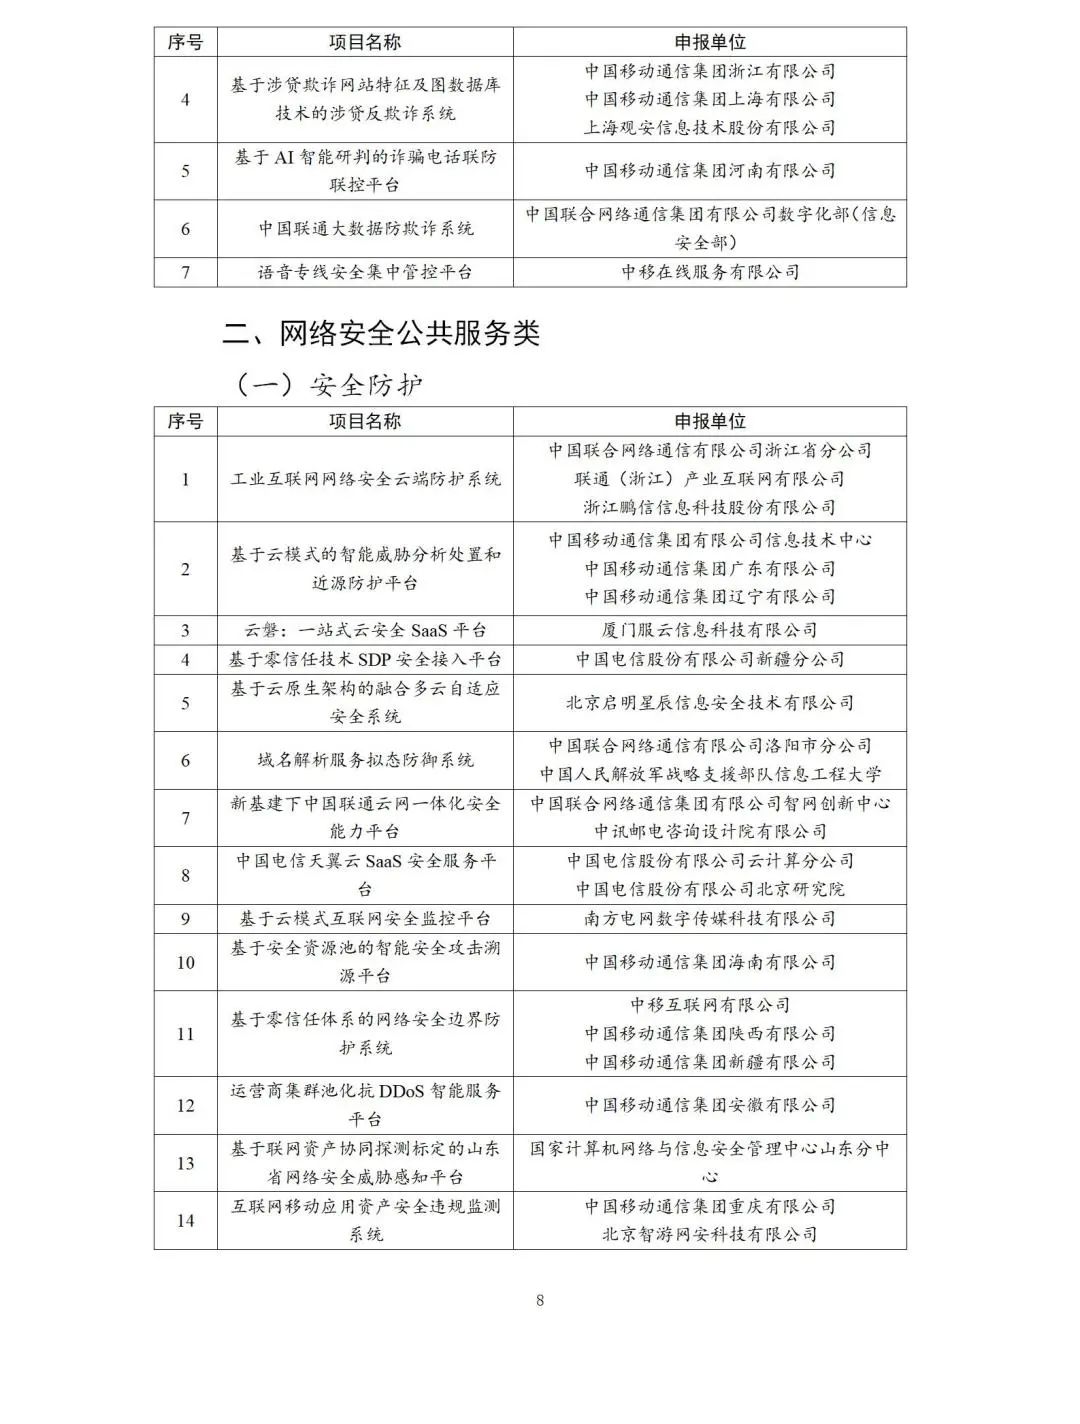 序号 项目名称 申报单位
4 基于涉贷欺诈网站特征及图数据库 中国移动通信集团浙江有限公司
技术的涉贷反欺诈系统 中国移动通信集团上海有限公司
上海观安信息技术股份有限公司
5 基于 AI 智能研判的诈骗电话联防 中国移动通信集团河南有限公司
联控平台
6 中国联通大数据防欺诈系统 中国联合网络通信集团有限公司数字化部（信息
安全部）
7 语音专线安全集中管控平台 中移在线服务有限公司
二、网络安全公共服务类
（一）安全防护
序号 项目名称 申报单位
中国联合网络通信有限公司浙江省分公司
1 工业互联网网络安全云端防护系统 联通（浙江）产业互联网有限公司
浙江鹏信信息科技股份有限公司
2 基于云模式的智能威胁分析处置和 中国移动通信集团有限公司信息技术中心
近源防护平台 中国移动通信集团广东有限公司
中国移动通信集团辽宁有限公司
3 云磐：一站式云安全 SaaS 平台 厦门服云信息科技有限公司
4 基于零信任技术 SDP 安全接入平台 中国电信股份有限公司新疆分公司
5 基于云原生架构的融合多云自适应 北京启明星辰信息安全技术有限公司
安全系统
6 域名解析服务拟态防御系统 中国联合网络通信有限公司洛阳市分公司
中国人民解放军战略支援部队信息工程大学
7 新基建下中国联通云网一体化安全 中国联合网络通信集团有限公司智网创新中心
能力平台 中讯邮电咨询设计院有限公司
8 中国电信天翼云 SaaS 安全服务平 中国电信股份有限公司云计算分公司
台 中国电信股份有限公司北京研究院
9 基于云模式互联网安全监控平台 南方电网数字传媒科技有限公司
10 基于安全资源池的智能安全攻击溯 中国移动通信集团海南有限公司
源平台
中移互联网有限公司
11 基于零信任体系的网络安全边界防 中国移动通信集团陕西有限公司
护系统 中国移动通信集团新疆有限公司
12 运营商集群池化抗 DDoS 智能服务 中国移动通信集团安徽有限公司
平台
13 基于联网资产协同探测标定的山东 国家计算机网络与信息安全管理中心山东分中
省网络安全威胁感知平台 心
14 互联网移动应用资产安全违规监测 中国移动通信集团重庆有限公司
系统 北京智游网安科技有限公司
8